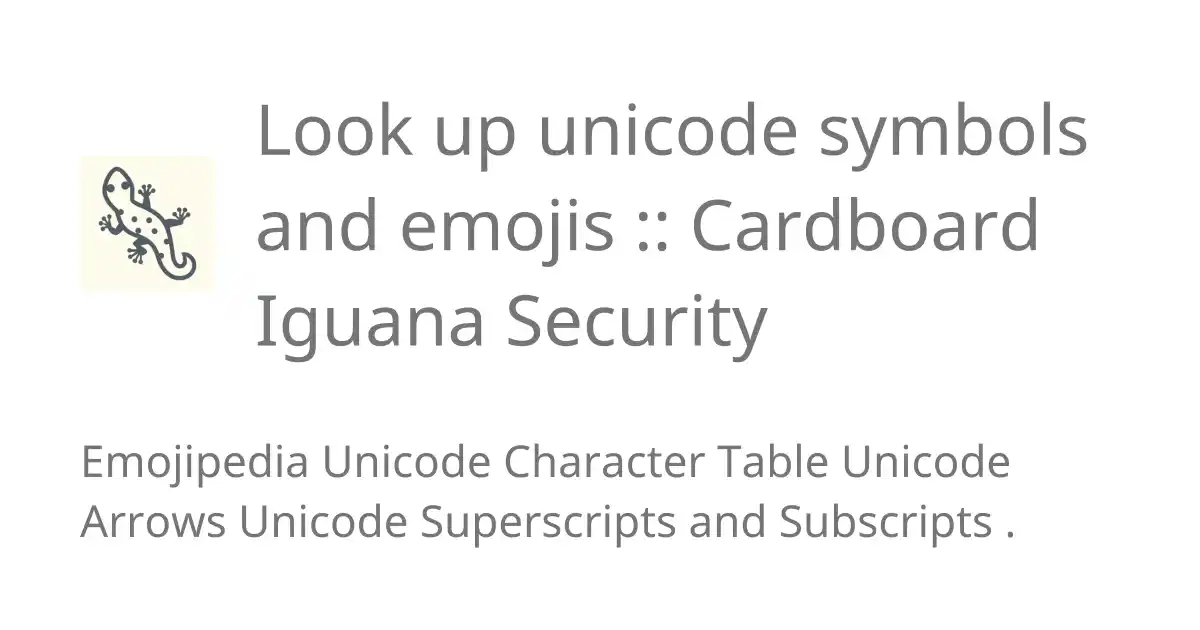 Look up unicode symbols
and emojis :: Cardboard
Iguana Security
Emojipedia Unicode Character Table Unicode
Arrows Unicode Superscripts and Subscripts .